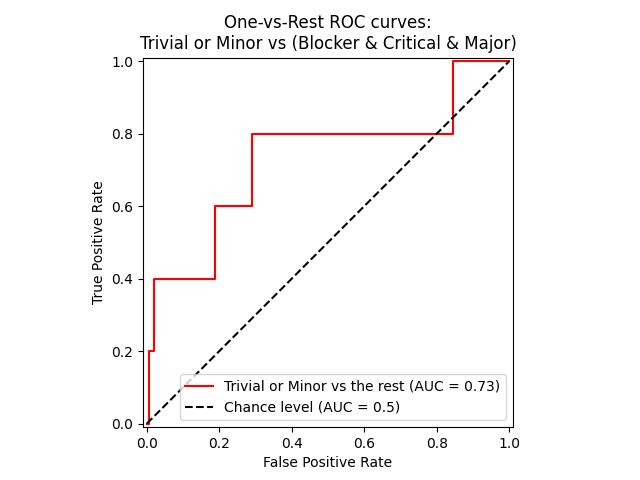 One-vs-Rest ROC curves:
Trivial or Minor vs (Blocker & Critical & Major)
1.0
0.8
0.6
0.4
0.2
0.0
True Positive Rate
Trivial or Minor vs the rest (AUC = 0.73)
Chance level (AUC = 0.5)
0.0 0.2 0.4 0.6 0.8 1.0
False Positive Rate